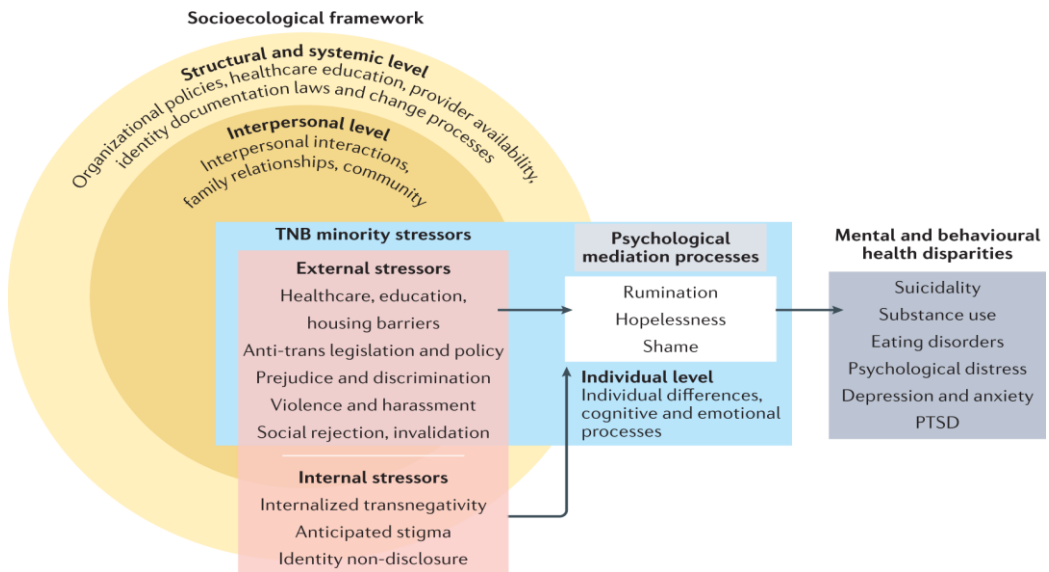 Socioecological framework
Structural and systemic level
Organizational policies, healthcare education, provider availability,
identity documentation laws and change processes
Interpersonal level
Interpersonal interactions,
family relationships, community
TNB minority stressors
External stressors
Healthcare, education,
housing barriers
Anti-trans legislation and policy
Prejudice and discrimination
Violence and harassment
Social rejection, invalidation
Internal stressors
Internalized transnegativity
Anticipated stigma
Identity non-disclosure
Psychological
mediation processes
Rumination
Hopelessness
Shame
Individual level
Individual differences,
cognitive and emotional
processes
Mental and behavioural
health disparities
Suicidality
Substance use
Eating disorders
Psychological distress
Depression and anxiety
PTSD